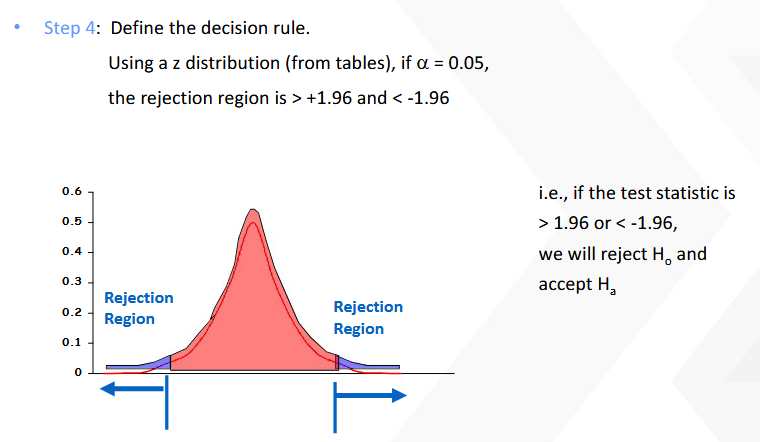 • Step 4: Define the decision rule.
Using a z distribution (from tables), if α = 0.05,
the rejection region is > +1.96 and < -1.96
0.6
0.5
0.4
0.3
0.2
0.1
0
Rejection
Region
Rejection
Region
i.e., if the test statistic is
> 1.96 or < -1.96,
we will reject Ho and
accept Ha